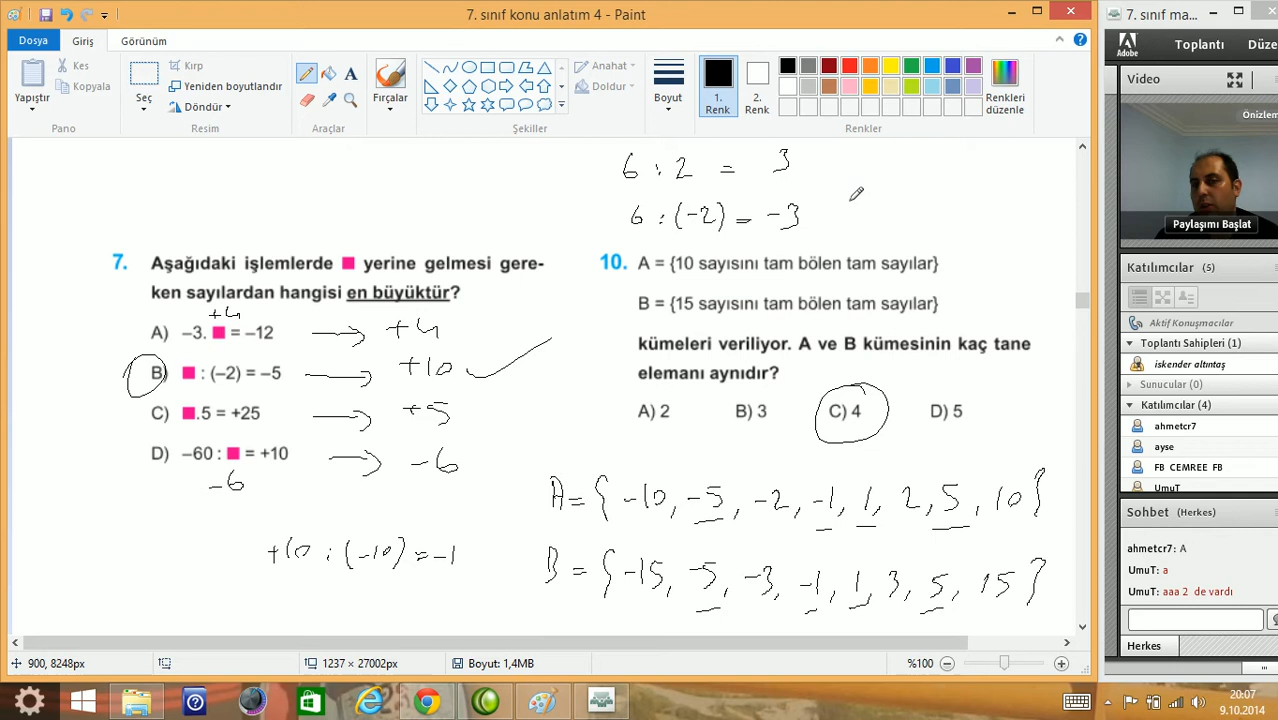 7. sınıf konu anlatım 4 - Paint
Dosya
Giriş
Görünüm
Yapıştır
Kes
Kopyala
Pano
Seç
Kırp
Yeniden boyutlandır
Döndür
Resim
A
Araçlar
Fırçalar
Anahat
Doldur
Şekiller
Boyut
1. Renk
2. Renk
Renkleri düzenle
Renkler
6 : 2 = 3
6 : (-2) = -3
7. Aşağıdaki işlemlerde ■ yerine gelmesi gere-
ken sayılardan hangisi en büyüktür?
+4
A) –3. ■ = –12 → +4
B) ■ : (–2) = –5 → +10
C) ■.5 = +25 → +5
D) –60 : ■ = +10 → -6
-6
+10 : (-10) = -1
10. A = {10 sayısını tam bölen tam sayılar}
B = {15 sayısını tam bölen tam sayılar}
kümeleri veriliyor. A ve B kümesinin kaç tane
elemanı aynıdır?
A) 2 B) 3 C) 4 D) 5
A = { -10, -5, -2, -1, 1, 2, 5, 10 }
B = { -15, -5, -3, -1, 1, 3, 5, 15 }
900, 8248px
1237 × 27002px
Boyut: 1,4MB
%100
7. sınıf ma...
Adobe
Toplantı
Düze
Video
Önizlem
Paylaşımı Başlat
Katılımcılar (5)
Aktif Konuşmacılar
Toplantı Sahipleri (1)
iskender altıntaş
Sunucular (0)
Katılımcılar (4)
ahmetcr7
ayse
FB CEMREE FB
UmuT
Sohbet (Herkes)
ahmetcr7: A
UmuT: a
UmuT: aaa 2 de vardı
Herkes
20:07
9.10.2014